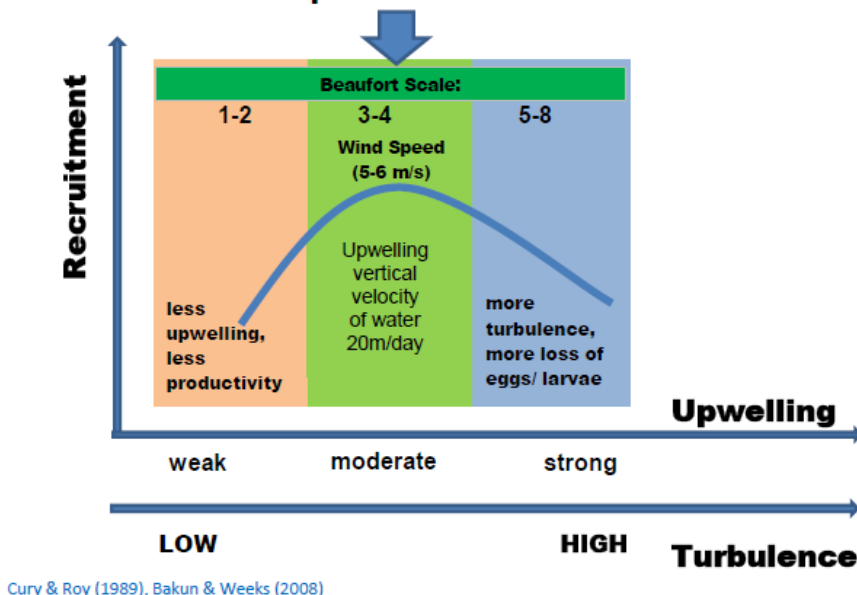 Beaufort Scale:
1-2
3-4
5-8
Wind Speed
(5-6 m/s)
Recruitment
Upwelling
vertical
velocity
of water
20m/day
less
upwelling,
less
productivity
more
turbulence,
more loss of
eggs/ larvae
Upwelling
weak
moderate
strong
LOW
HIGH
Turbulence
Cury & Roy (1989), Bakun & Weeks (2008)